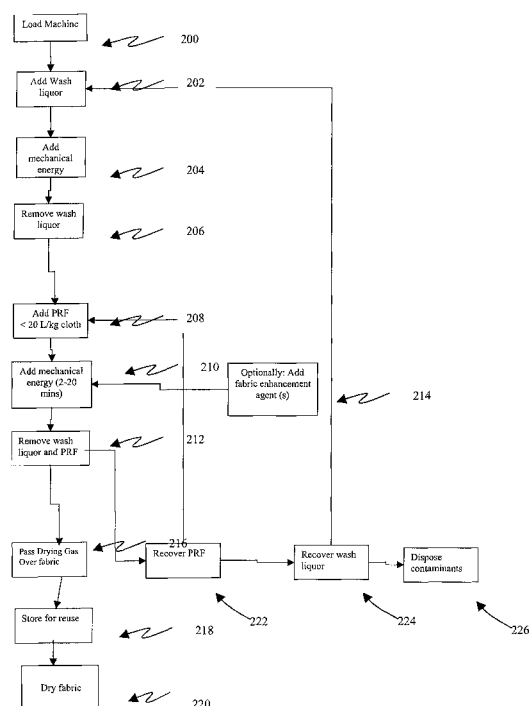 Load Machine
200
Add Wash
liquor
202
Add
mechanical
energy
204
Remove wash
liquor
206
Add PRF
< 20 L/kg cloth
208
Add mechanical
energy (2-20
mins)
210
Optionally: Add
fabric enhancement
agent (s)
214
Remove wash
liquor and PRF
212
Pass Drying Gas
Over fabric
216
Recover PRF
222
Recover wash
liquor
224
Dispose
contaminants
226
Store for reuse
218
Dry fabric
220